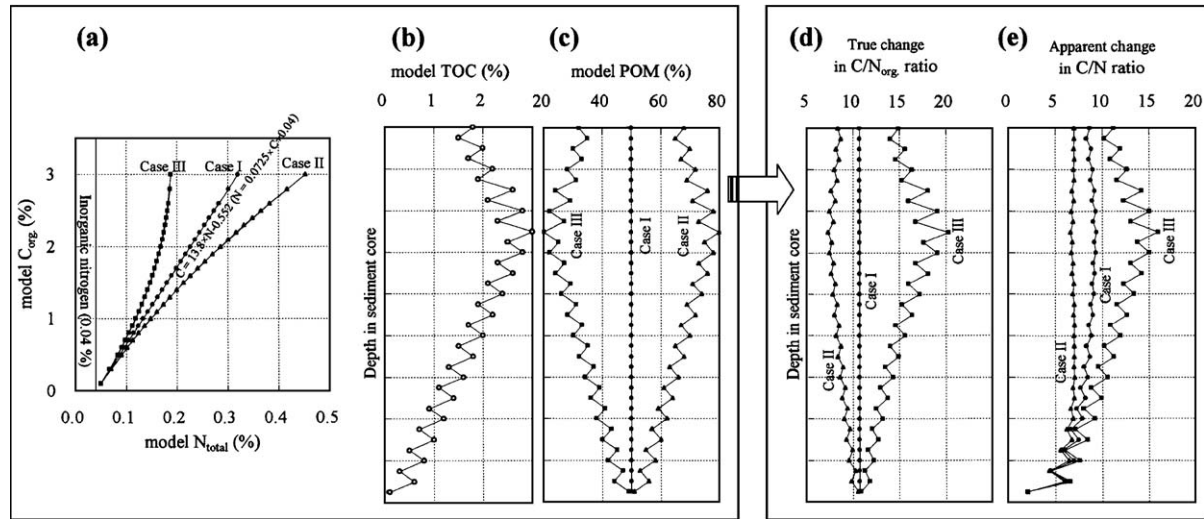 (a)
model C_org. (%)
3
2
1
0
0.0
0.1
0.2
0.3
0.4
0.5
model N_total (%)
Inorganic nitrogen (0.04 %)
Case III
Case I
Case II
C = 13.8×N-0.552 (N = 0.0725×C+0.04)
(b)
model TOC (%)
0
1
2
Depth in sediment core
(c)
model POM (%)
20
40
60
80
Case III
Case I
Case II
(d)
True change
in C/N_org. ratio
5
10
15
20
Depth in sediment core
Case II
Case I
Case III
(e)
Apparent change
in C/N ratio
0
5
10
15
20
Case II
Case I
Case III